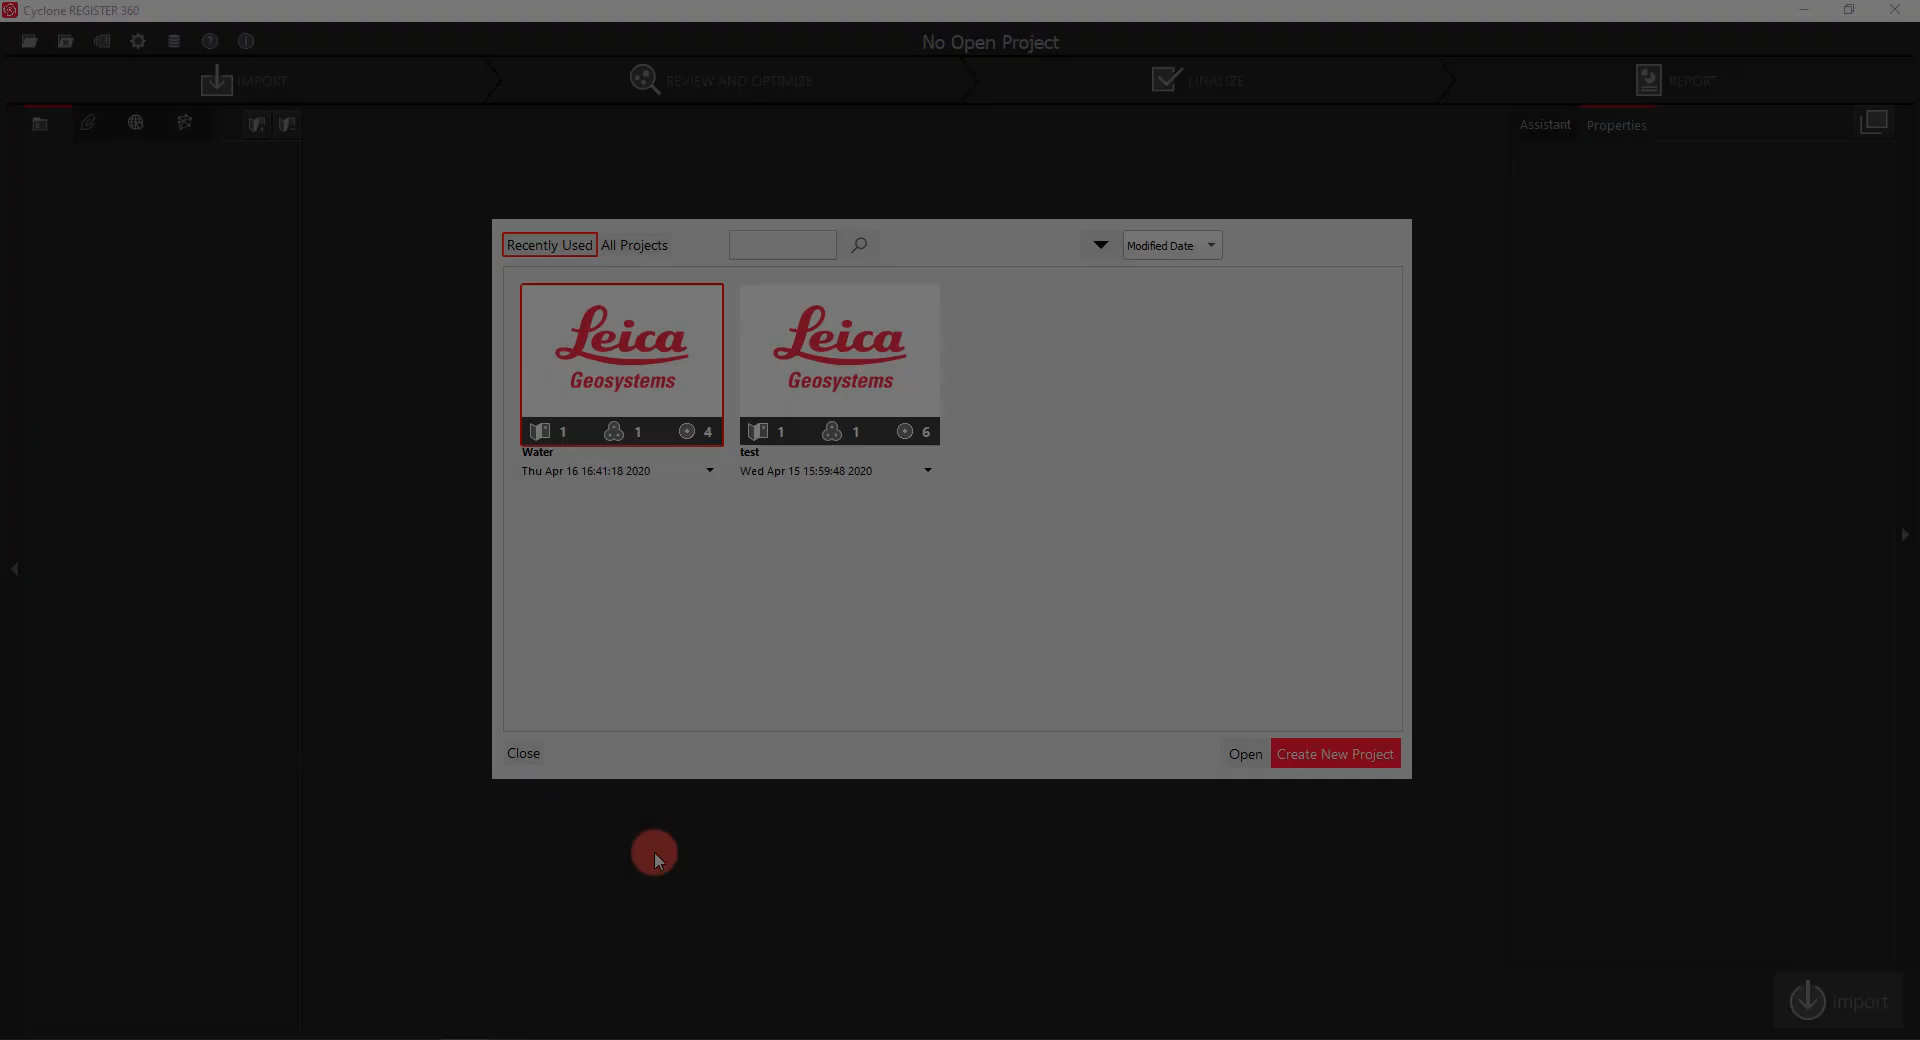 Cyclone REGISTER 360
No Open Project
IMPORT
REVIEW AND OPTIMIZE
FINALIZE
REPORT
Assistant
Properties
Recently Used
All Projects
Modified Date
Leica
Geosystems
Leica
Geosystems
1 1 4
1 1 6
Water
test
Thu Apr 16 16:41:18 2020
Wed Apr 15 15:59:48 2020
Close
Open
Create New Project
Import